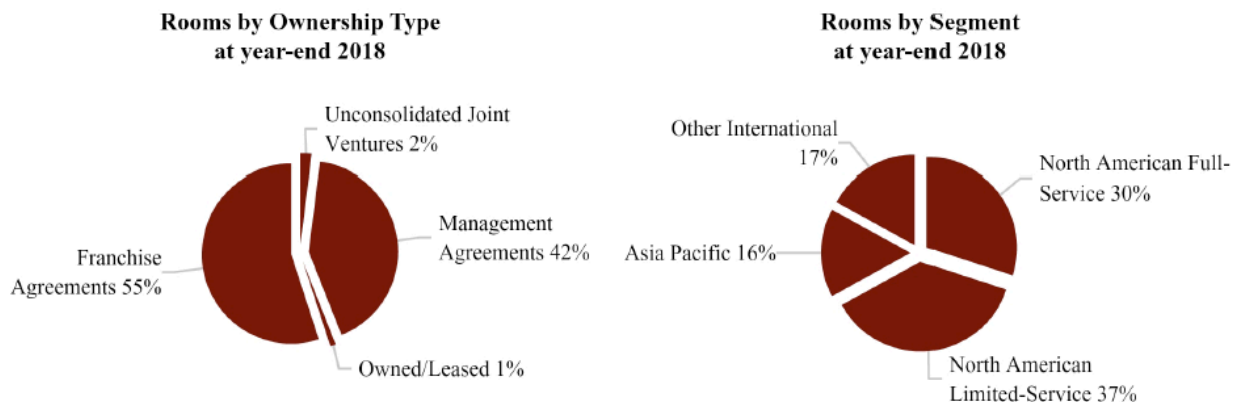 Rooms by Ownership Type
at year-end 2018
Unconsolidated Joint
Ventures 2%
Management
Agreements 42%
Franchise
Agreements 55%
Owned/Leased 1%
Rooms by Segment
at year-end 2018
Other International
17%
North American Full-
Service 30%
Asia Pacific 16%
North American
Limited-Service 37%